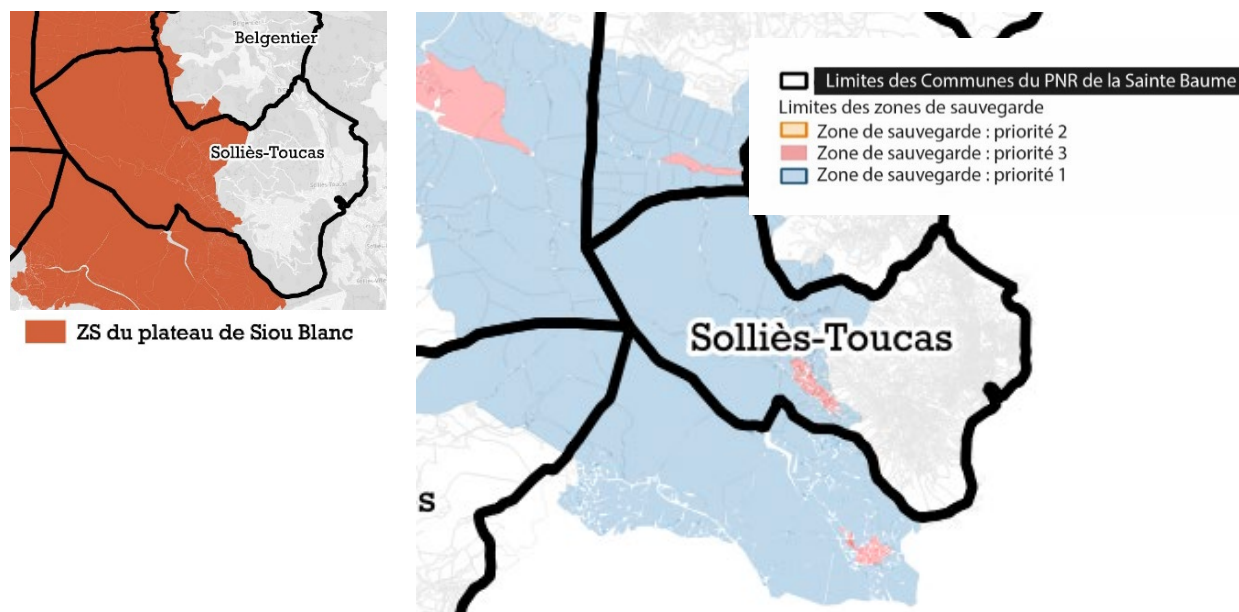 Belgentier
Solliès-Toucas
ZS du plateau de Siou Blanc
Limites des Communes du PNR de la Sainte Baume
Limites des zones de sauvegarde
Zone de sauvegarde : priorité 2
Zone de sauvegarde : priorité 3
Zone de sauvegarde : priorité 1
Solliès-Toucas
s